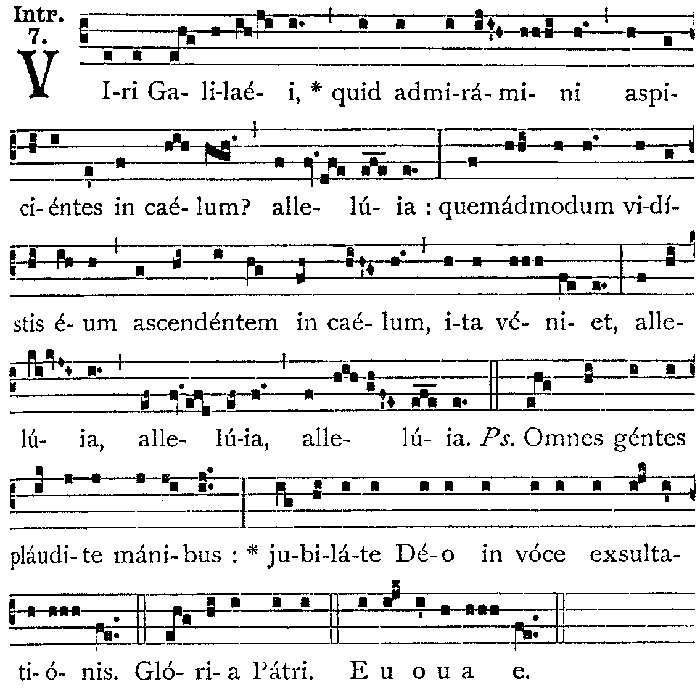 Intr.
7.
VI-ri Ga- li-laé- i, * quid admi-rá- mi- ni aspi-
ci- éntes in caé- lum? alle- lú- ia : quemádmodum vi-dí-
stis é- um ascendéntem in caé- lum, i-ta vé- ni- et, alle-
lú- ia, alle- lú-ia, alle- lú- ia. Ps. Omnes géntes
pláudi-te máni-bus : * ju-bi-lá-te Dé-o in vóce exsulta-
ti- ó- nis. Gló- ri- a Pátri. E u o u a e.